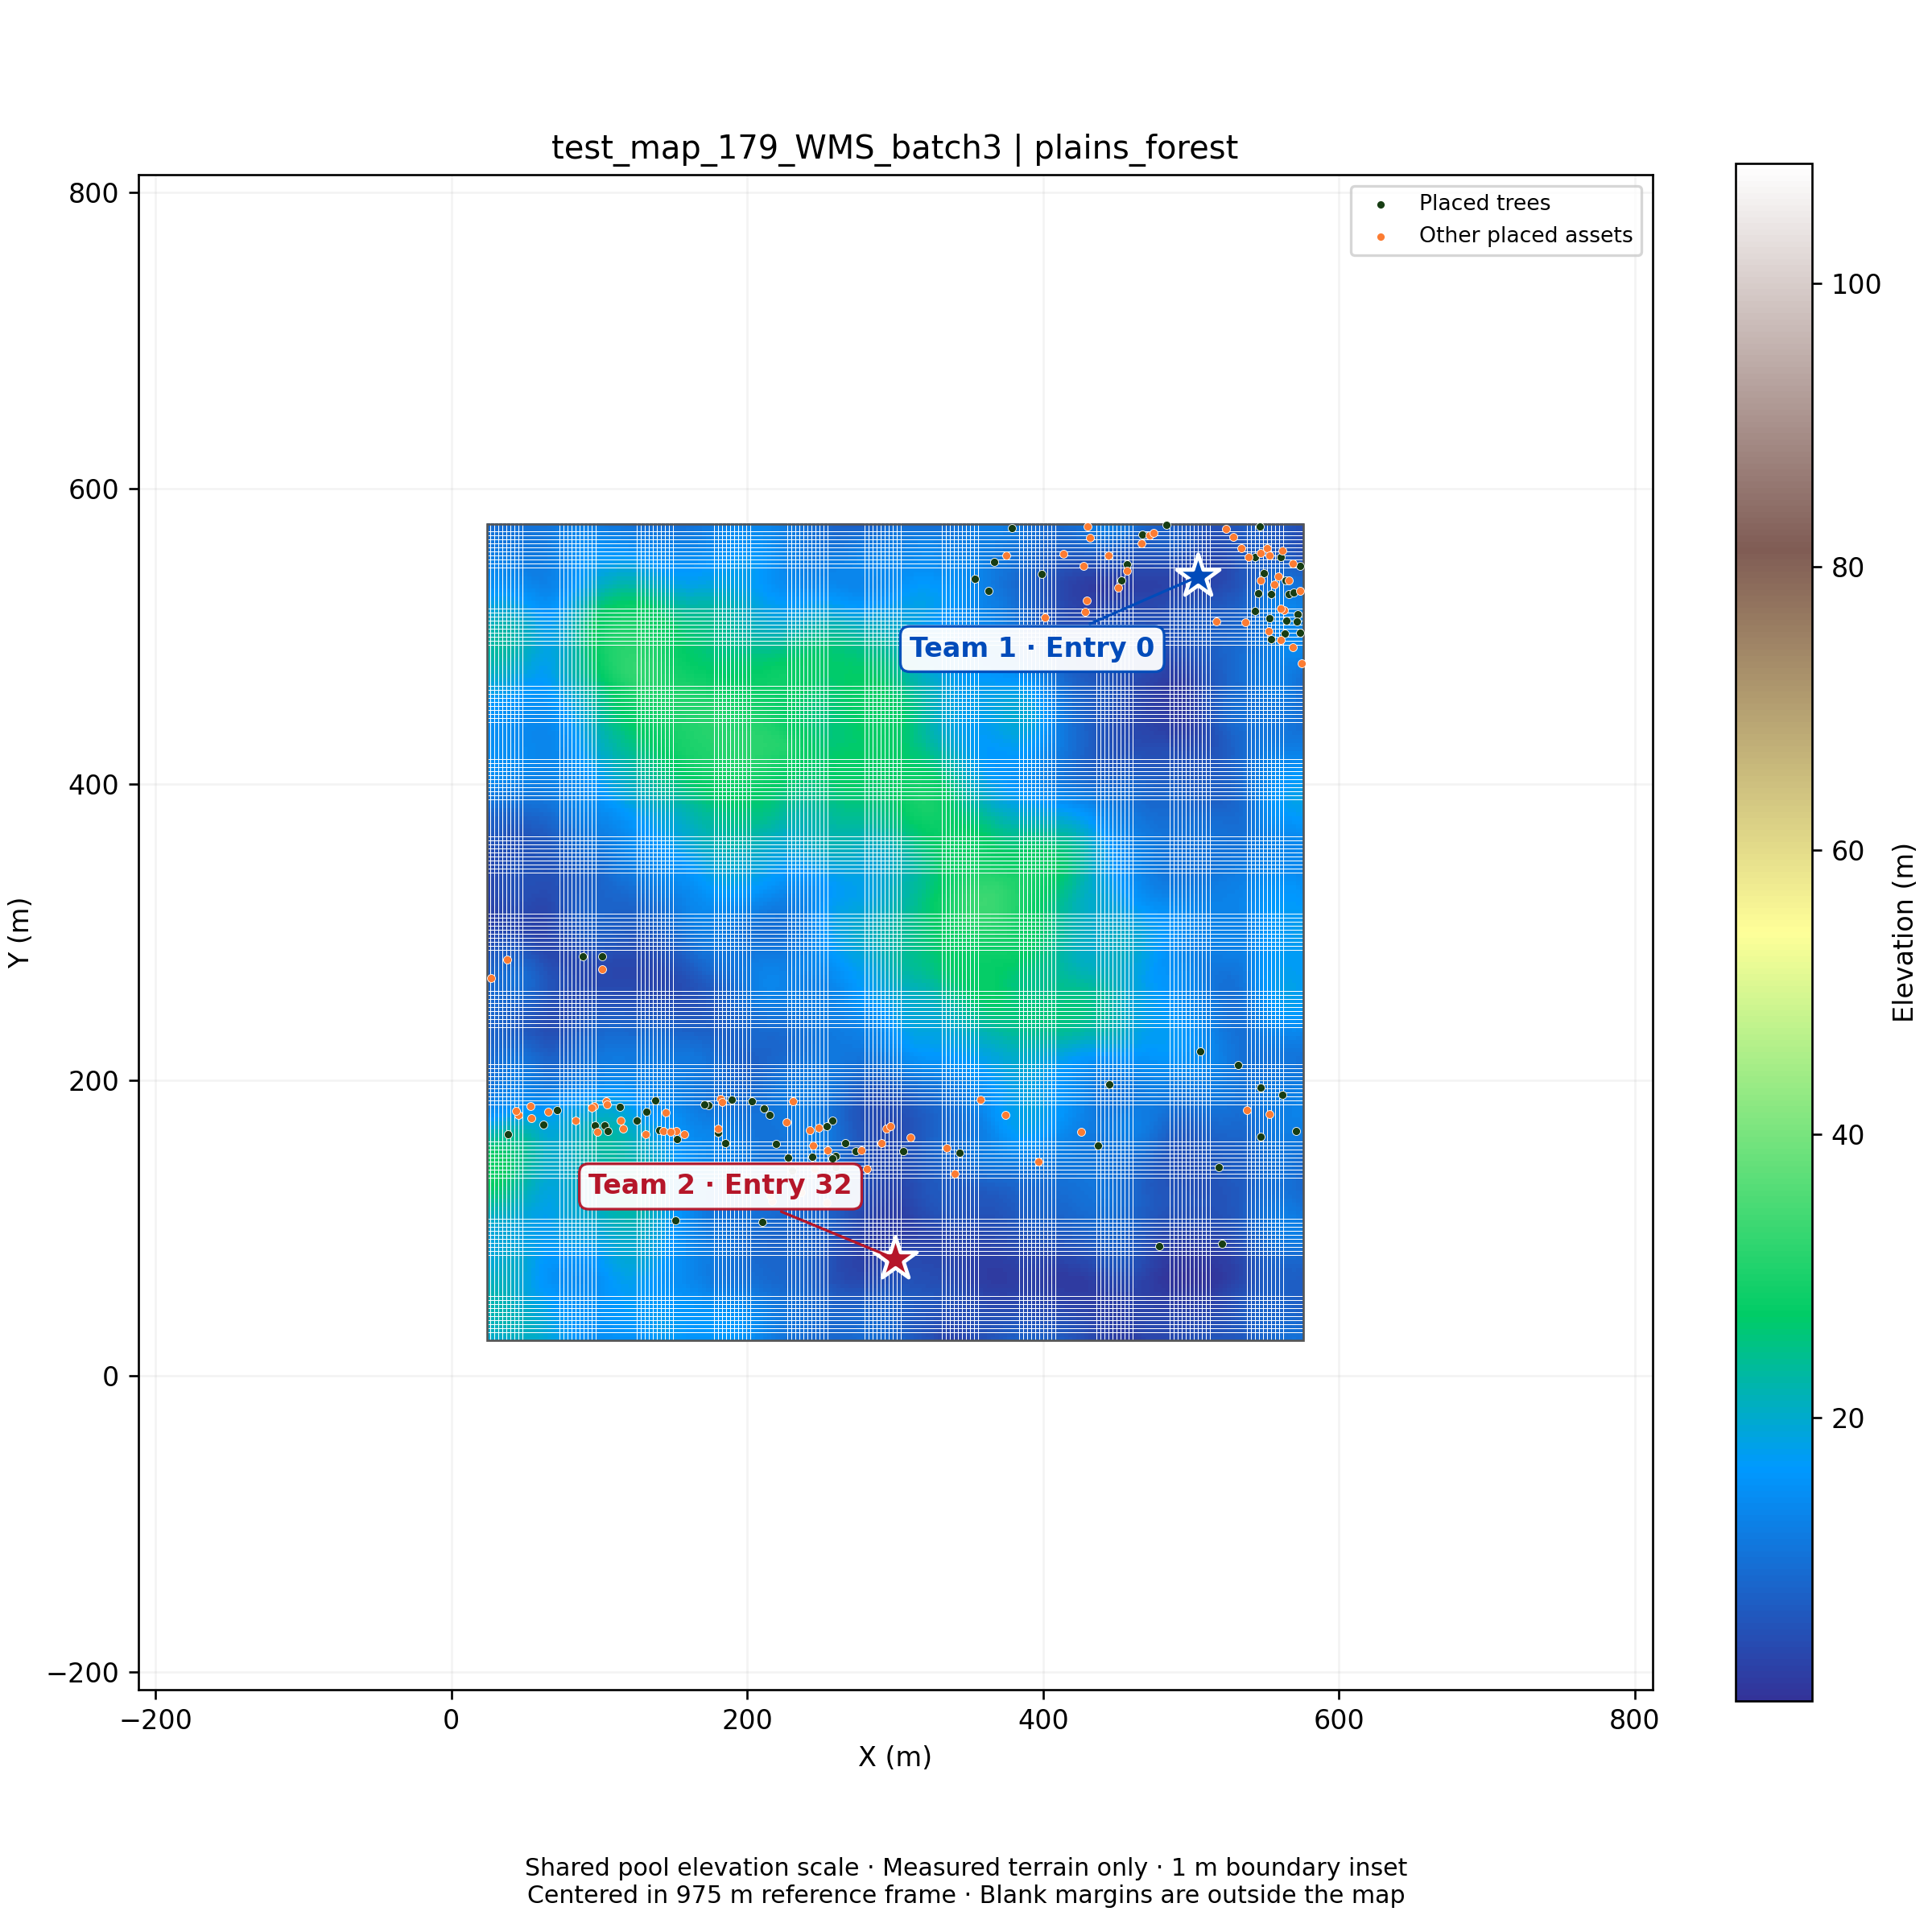 test_map_179_WMS_batch3 | plains_forest
Placed trees
Other placed assets
Team 1 · Entry 0
Team 2 · Entry 32
800
600
400
200
0
−200
−200
0
200
400
600
800
X (m)
Y (m)
100
80
60
40
20
Elevation (m)
Shared pool elevation scale · Measured terrain only · 1 m boundary inset
Centered in 975 m reference frame · Blank margins are outside the map